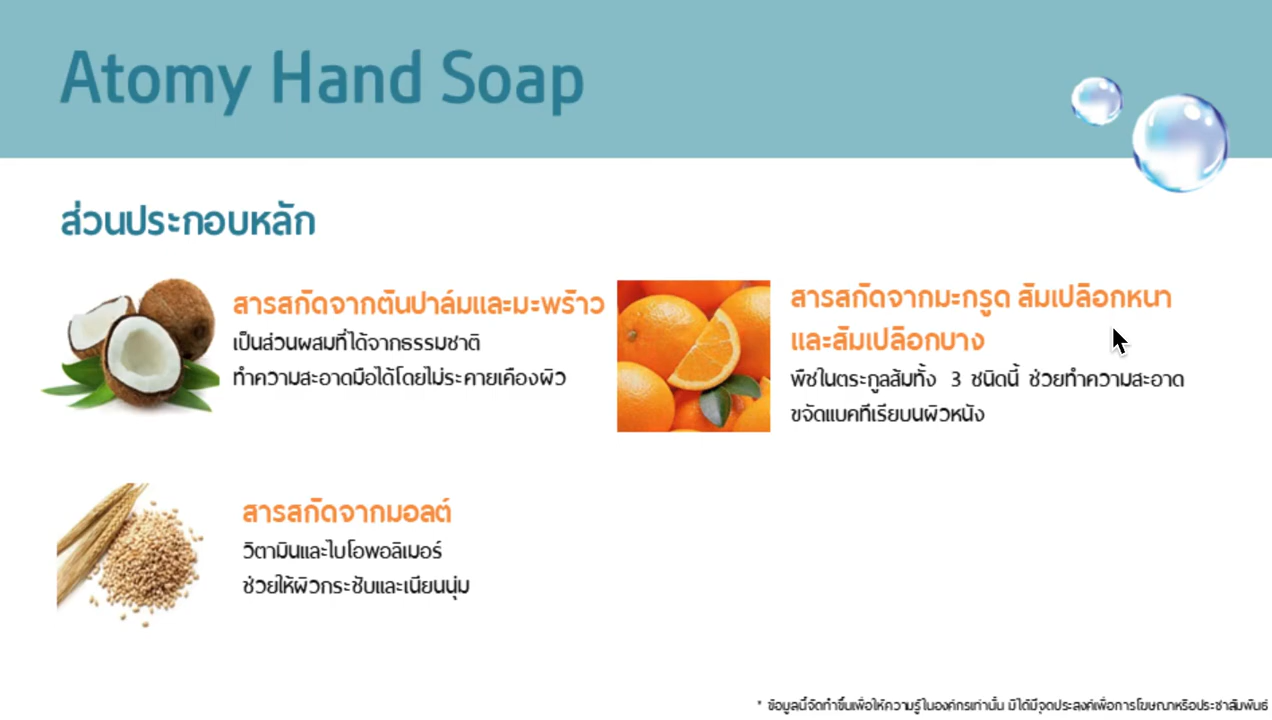 Atomy Hand Soap
ส่วนประกอบหลัก
สารสกัดจากต้นปาล์มและมะพร้าว
เป็นส่วนผสมที่ได้จากธรรมชาติ
ทำความสะอาดมือได้โดยไม่ระคายเคืองผิว
สารสกัดจากมะกรูด ส้มเปลือกหนา
และส้มเปลือกบาง
พืชในตระกูลส้มทั้ง 3 ชนิดนี้ ช่วยทำความสะอาด
ขจัดแบคทีเรียบนผิวหนัง
สารสกัดจากมอลต์
วิตามินและไบโอพอลิเมอร์
ช่วยให้ผิวกระชับและเนียนนุ่ม
* ข้อมูลนี้จัดทำขึ้นเพื่อให้ความรู้ในองค์กรเท่านั้น มิได้มีจุดประสงค์เพื่อการโฆษณาหรือประชาสัมพันธ์